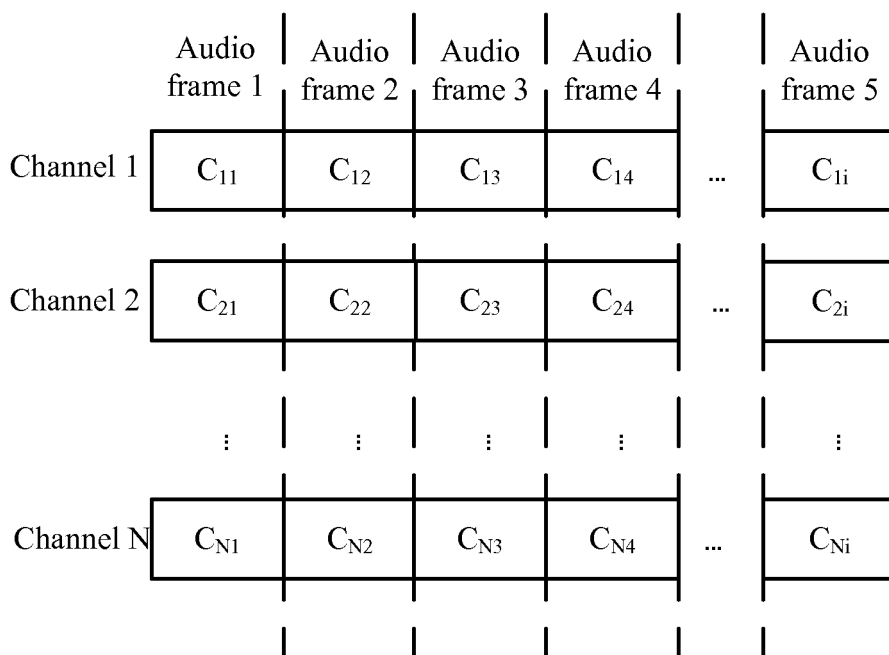 Audio frame 1 Audio frame 2 Audio frame 3 Audio frame 4 Audio frame 5
Channel 1 C11 C12 C13 C14 ... C1i
Channel 2 C21 C22 C23 C24 ... C2i
... ... ... ... ...
Channel N CN1 CN2 CN3 CN4 ... CNi